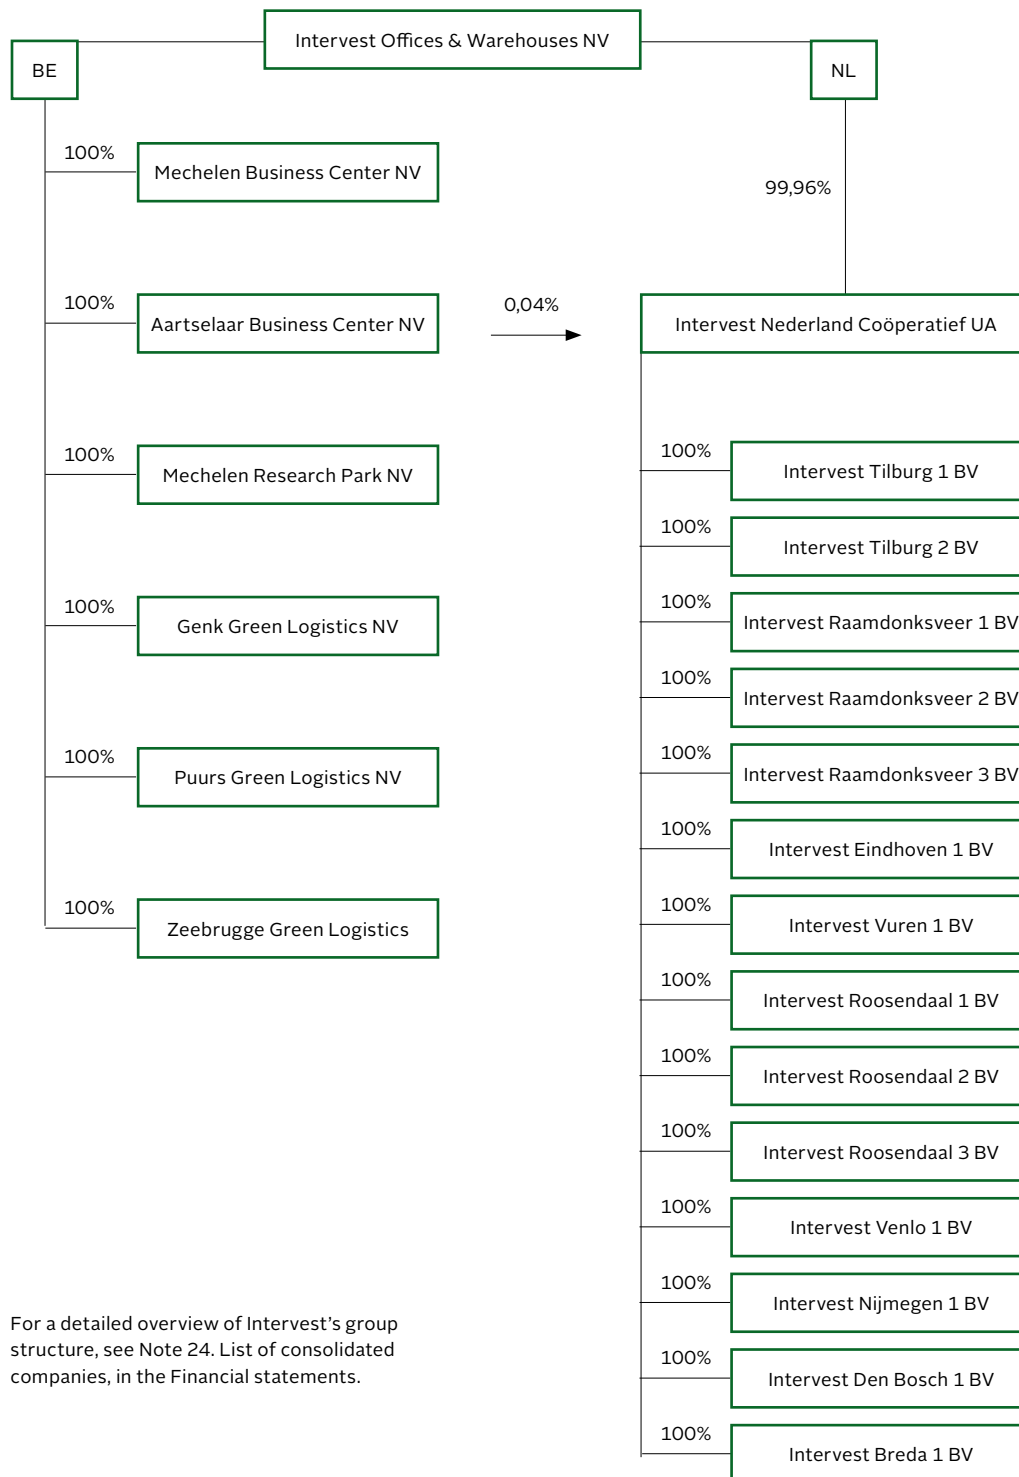 Intervest Offices & Warehouses NV
BE
NL
100%
Mechelen Business Center NV
99,96%
100%
Aartselaar Business Center NV
0,04%
Intervest Nederland Coöperatief UA
100%
Mechelen Research Park NV
100%
Genk Green Logistics NV
100%
Puurs Green Logistics NV
100%
Zeebrugge Green Logistics
100%
Intervest Tilburg 1 BV
100%
Intervest Tilburg 2 BV
100%
Intervest Raamdonksveer 1 BV
100%
Intervest Raamdonksveer 2 BV
100%
Intervest Raamdonksveer 3 BV
100%
Intervest Eindhoven 1 BV
100%
Intervest Vuren 1 BV
100%
Intervest Roosendaal 1 BV
100%
Intervest Roosendaal 2 BV
100%
Intervest Roosendaal 3 BV
100%
Intervest Venlo 1 BV
100%
Intervest Nijmegen 1 BV
100%
Intervest Den Bosch 1 BV
100%
Intervest Breda 1 BV
For a detailed overview of Intervest’s group
structure, see Note 24. List of consolidated
companies, in the Financial statements.